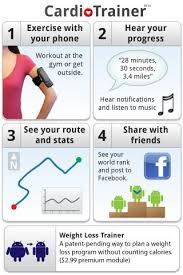 CardioTrainer
1
Exercise with
your phone
Workout at the
gym or get
outside.
2
Hear your
progress
"28 minutes,
30 seconds,
3.4 miles"
Hear notifications
and listen to music
3
See your route
and stats
N
4
Share with
friends
See your
world rank
and post to
Facebook.
f
Weight Loss Trainer
A patent-pending way to plan a weight
loss program without counting calories
($2.99 premium module)